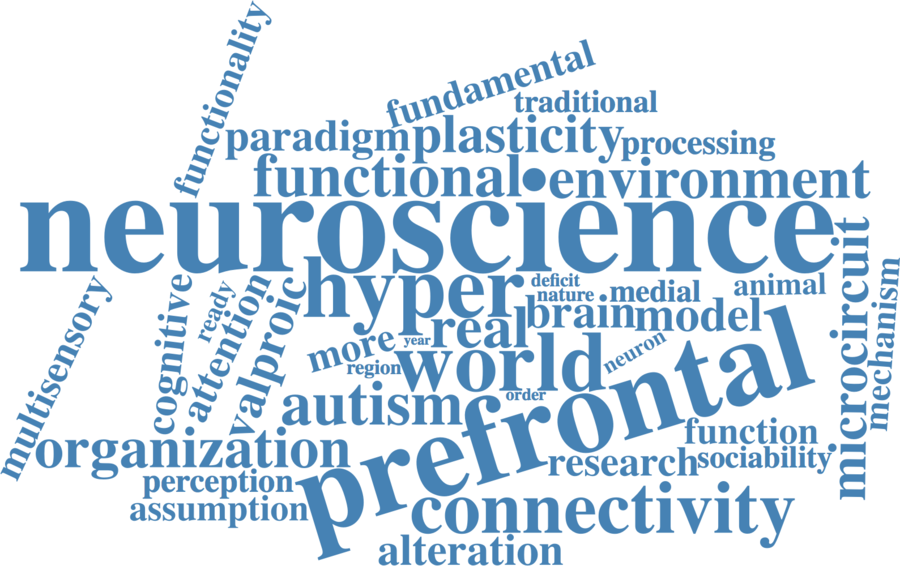 functionality
fundamental
traditional
paradigm
plasticity
processing
functional
environment
neuroscience
hyper
deficit
nature
medial
animal
microcircuit
mechanism
multisensory
cognitive
ready
attention
valproic
more
year
real
brain
model
region
world
neuron
autism
order
prefrontal
organization
function
research
sociability
perception
assumption
connectivity
alteration